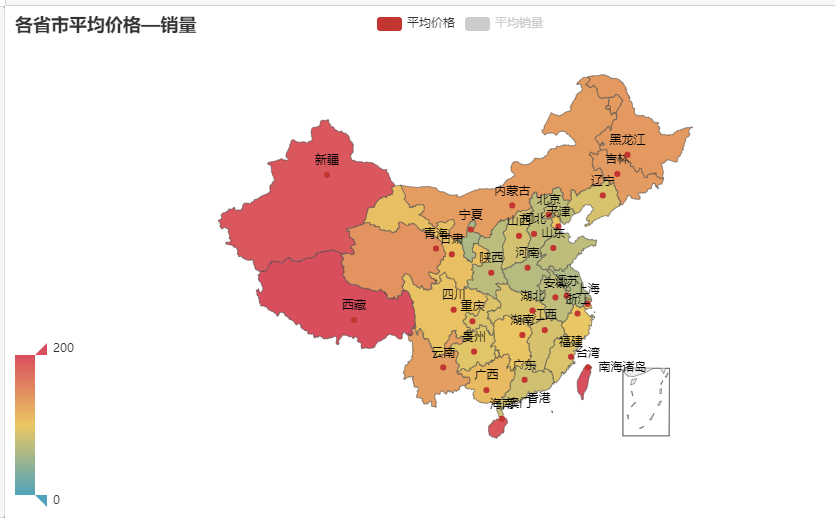 各省市平均价格—销量
平均价格
平均销量
黑龙江
吉林
新疆
辽宁
内蒙古
北京
天津
宁夏
河北
山西
山东
青海
甘肃
陕西
河南
安徽
江苏
上海
四川
湖北
浙江
西藏
重庆
江西
湖南
贵州
福建
云南
台湾
广东
南海诸岛
广西
香港
海南
澳门
200
0